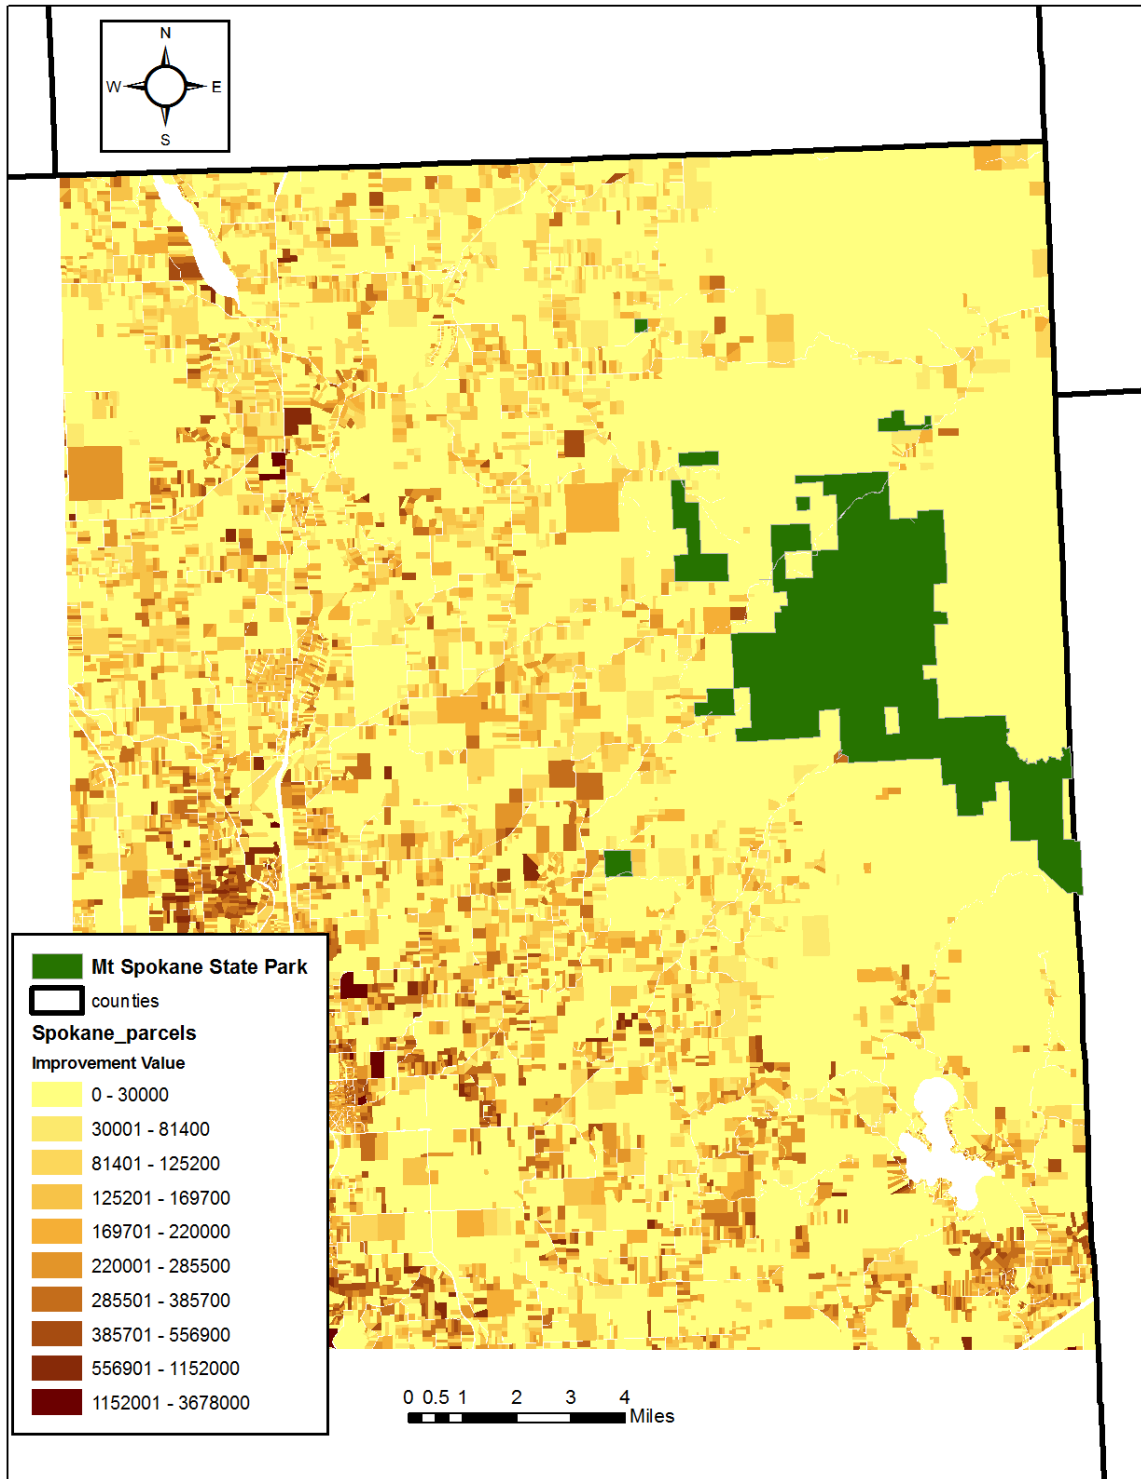 N
W E
S
Mt Spokane State Park
counties
Spokane_parcels
Improvement Value
0 - 30000
30001 - 81400
81401 - 125200
125201 - 169700
169701 - 220000
220001 - 285500
285501 - 385700
385701 - 556900
556901 - 1152000
1152001 - 3678000
0 0.5 1 2 3 4
Miles